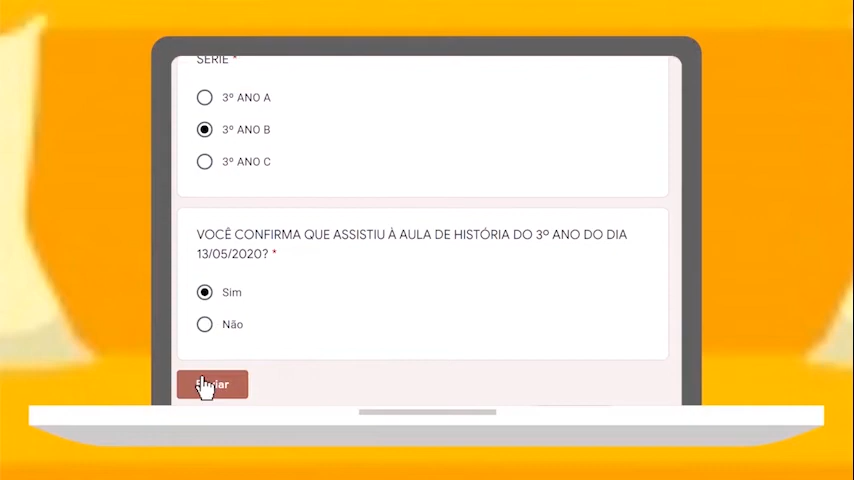 SÉRIE *
3º ANO A
3º ANO B
3º ANO C
VOCÊ CONFIRMA QUE ASSISTIU À AULA DE HISTÓRIA DO 3º ANO DO DIA
13/05/2020? *
Sim
Não
Enviar